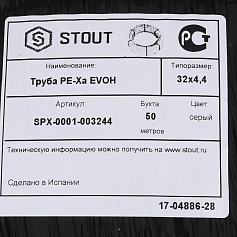 STOUT
Наименование: Типоразмер:
Труба PE-Xa EVOH 32x4,4
Артикул: Бухта: Цвет:
SPX-0001-003244 50 серый
метров
Техническую информацию можно получить на www.stout.ru
Сделано в Испании
17-04886-28